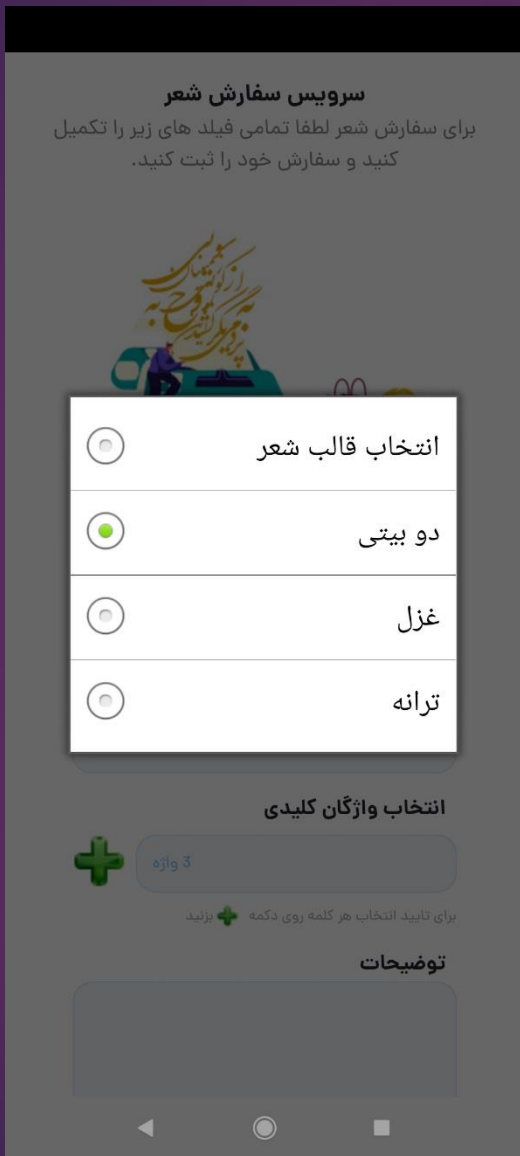 سرویس سفارش شعر
برای سفارش شعر لطفا تمامی فیلد های زیر را تکمیل
کنید و سفارش خود را ثبت کنید.
انتخاب قالب شعر
دو بیتی
غزل
ترانه
انتخاب واژگان کلیدی
3 واژه
برای تایید انتخاب هر کلمه روی دکمه بزنید
توضیحات